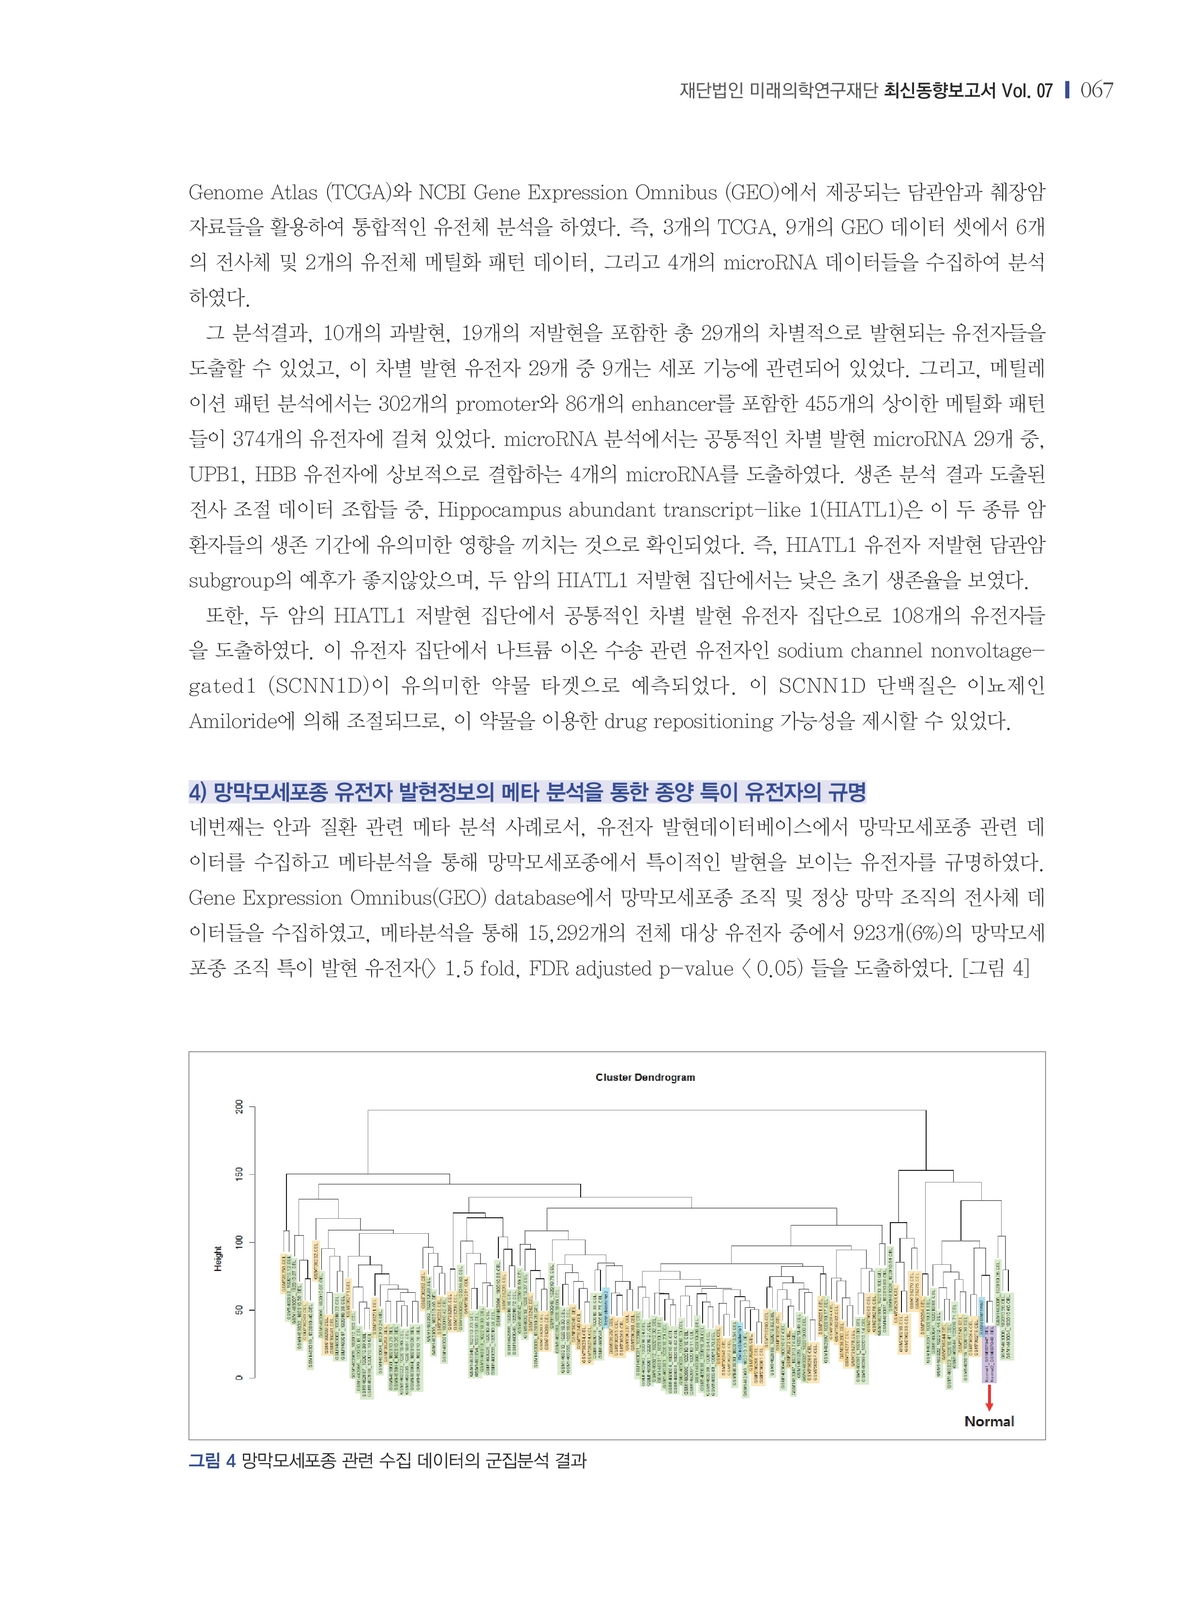 재단법인 미래의학연구재단 최신동향보고서 Vol. 07 067
Genome Atlas (TCGA)와 NCBI Gene Expression Omnibus (GEO)에서 제공되는 담관암과 췌장암
자료들을 활용하여 통합적인 유전체 분석을 하였다. 즉, 3개의 TCGA, 9개의 GEO 데이터 셋에서 6개
의 전사체 및 2개의 유전체 메틸화 패턴 데이터, 그리고 4개의 microRNA 데이터들을 수집하여 분석
하였다.
그 분석결과, 10개의 과발현, 19개의 저발현을 포함한 총 29개의 차별적으로 발현되는 유전자들을
도출할 수 있었고, 이 차별 발현 유전자 29개 중 9개는 세포 기능에 관련되어 있었다. 그리고, 메틸레
이션 패턴 분석에서는 302개의 promoter와 86개의 enhancer를 포함한 455개의 상이한 메틸화 패턴
들이 374개의 유전자에 걸쳐 있었다. microRNA 분석에서는 공통적인 차별 발현 microRNA 29개 중,
UPB1, HBB 유전자에 상보적으로 결합하는 4개의 microRNA를 도출하였다. 생존 분석 결과 도출된
전사 조절 데이터 조합들 중, Hippocampus abundant transcript-like 1(HIATL1)은 이 두 종류 암
환자들의 생존 기간에 유의미한 영향을 끼치는 것으로 확인되었다. 즉, HIATL1 유전자 저발현 담관암
subgroup의 예후가 좋지않았으며, 두 암의 HIATL1 저발현 집단에서는 낮은 초기 생존율을 보였다.
또한, 두 암의 HIATL1 저발현 집단에서 공통적인 차별 발현 유전자 집단으로 108개의 유전자들
을 도출하였다. 이 유전자 집단에서 나트륨 이온 수송 관련 유전자인 sodium channel nonvoltage-
gated1 (SCNN1D)이 유의미한 약물 타겟으로 예측되었다. 이 SCNN1D 단백질은 이뇨제인
Amiloride에 의해 조절되므로, 이 약물을 이용한 drug repositioning 가능성을 제시할 수 있었다.
4) 망막모세포종 유전자 발현정보의 메타 분석을 통한 종양 특이 유전자의 규명
네번째는 안과 질환 관련 메타 분석 사례로서, 유전자 발현데이터베이스에서 망막모세포종 관련 데
이터를 수집하고 메타분석을 통해 망막모세포종에서 특이적인 발현을 보이는 유전자를 규명하였다.
Gene Expression Omnibus(GEO) database에서 망막모세포종 조직 및 정상 망막 조직의 전사체 데
이터들을 수집하였고, 메타분석을 통해 15,292개의 전체 대상 유전자 중에서 923개(6%)의 망막모세
포종 조직 특이 발현 유전자(> 1.5 fold, FDR adjusted p-value < 0.05) 들을 도출하였다. [그림 4]
Cluster Dendrogram
200
150
100
50
0
Height
Normal
그림 4 망막모세포종 관련 수집 데이터의 군집분석 결과